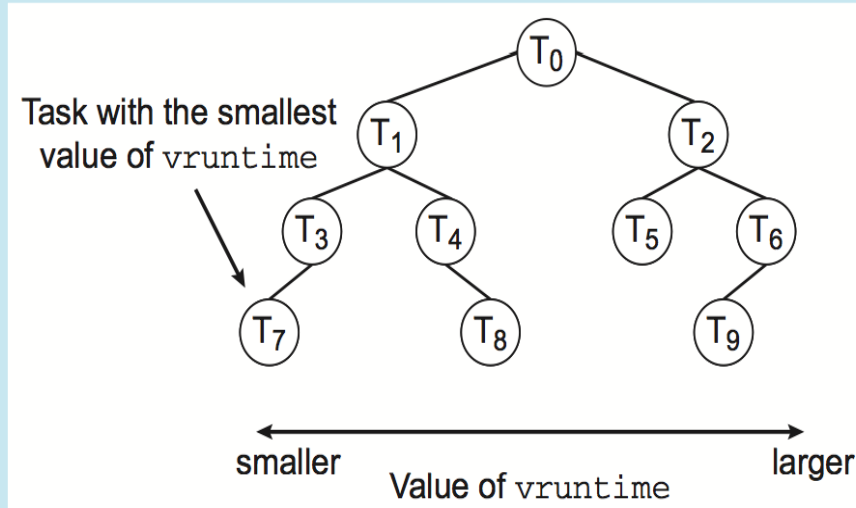 T0
Task with the smallest
value of vruntime
T1
T2
T3
T4
T5
T6
T7
T8
T9
smaller
larger
Value of vruntime